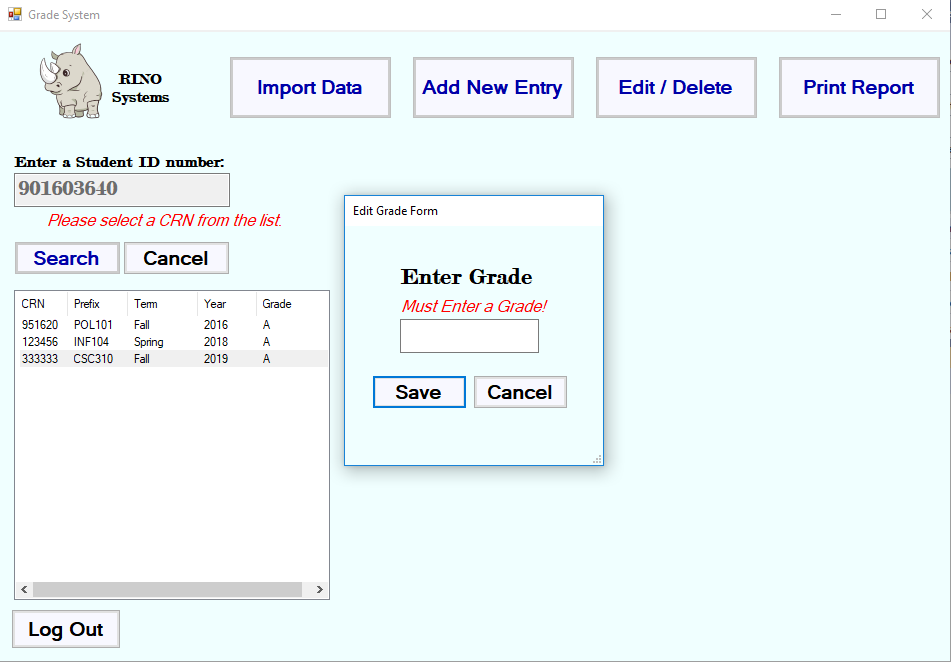 Grade System
RINO
Systems
Import Data
Add New Entry
Edit / Delete
Print Report
Enter a Student ID number:
901603640
Please select a CRN from the list.
Search
Cancel
CRN Prefix Term Year Grade
951620 POL101 Fall 2016 A
123456 INF104 Spring 2018 A
333333 CSC310 Fall 2019 A
Log Out
Edit Grade Form
Enter Grade
Must Enter a Grade!
Save
Cancel